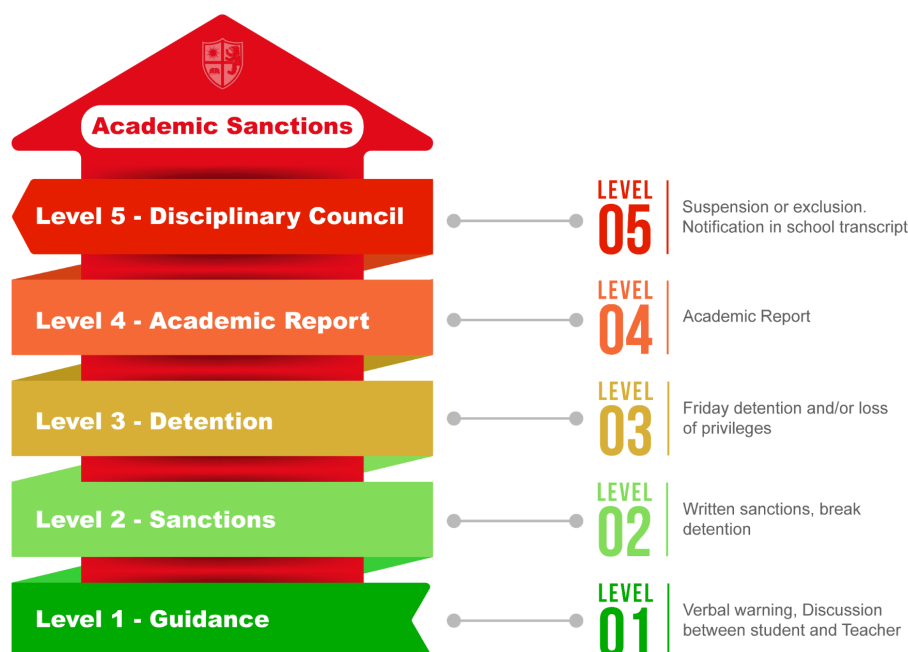 Academic Sanctions
Level 5 - Disciplinary Council
LEVEL
05
Suspension or exclusion.
Notification in school transcript
Level 4 - Academic Report
LEVEL
04
Academic Report
Level 3 - Detention
LEVEL
03
Friday detention and/or loss
of privileges
Level 2 - Sanctions
LEVEL
02
Written sanctions, break
detention
Level 1 - Guidance
LEVEL
01
Verbal warning, Discussion
between student and Teacher